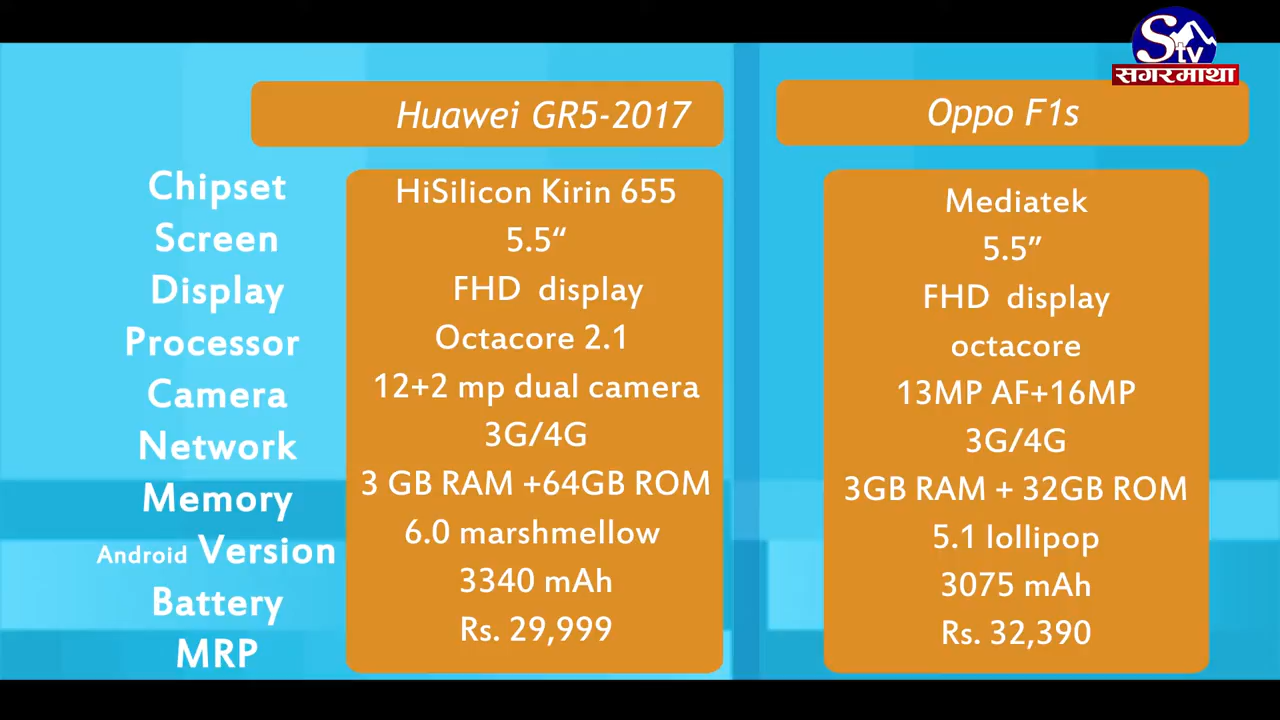 S tv
सगरमाथा
Huawei GR5-2017
Oppo F1s
Chipset HiSilicon Kirin 655 Mediatek
Screen 5.5“ 5.5”
Display FHD display FHD display
Processor Octacore 2.1 octacore
Camera 12+2 mp dual camera 13MP AF+16MP
Network 3G/4G 3G/4G
Memory 3 GB RAM +64GB ROM 3GB RAM + 32GB ROM
Android Version 6.0 marshmellow 5.1 lollipop
Battery 3340 mAh 3075 mAh
MRP Rs. 29,999 Rs. 32,390